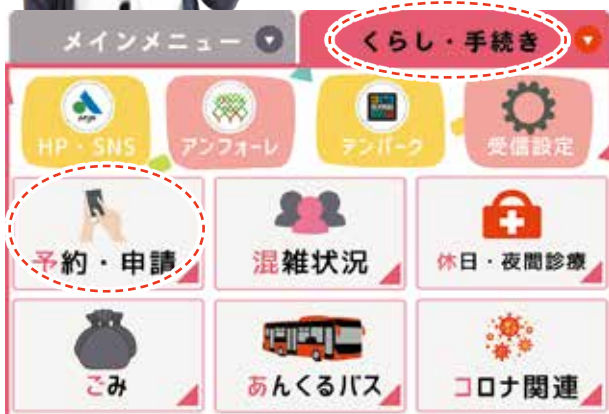 メインメニュー
くらし・手続き
HP・SNS
アンフォーレ
デンパーク
受信設定
予約・申請
混雑状況
休日・夜間診療
ごみ
あんくるバス
コロナ関連